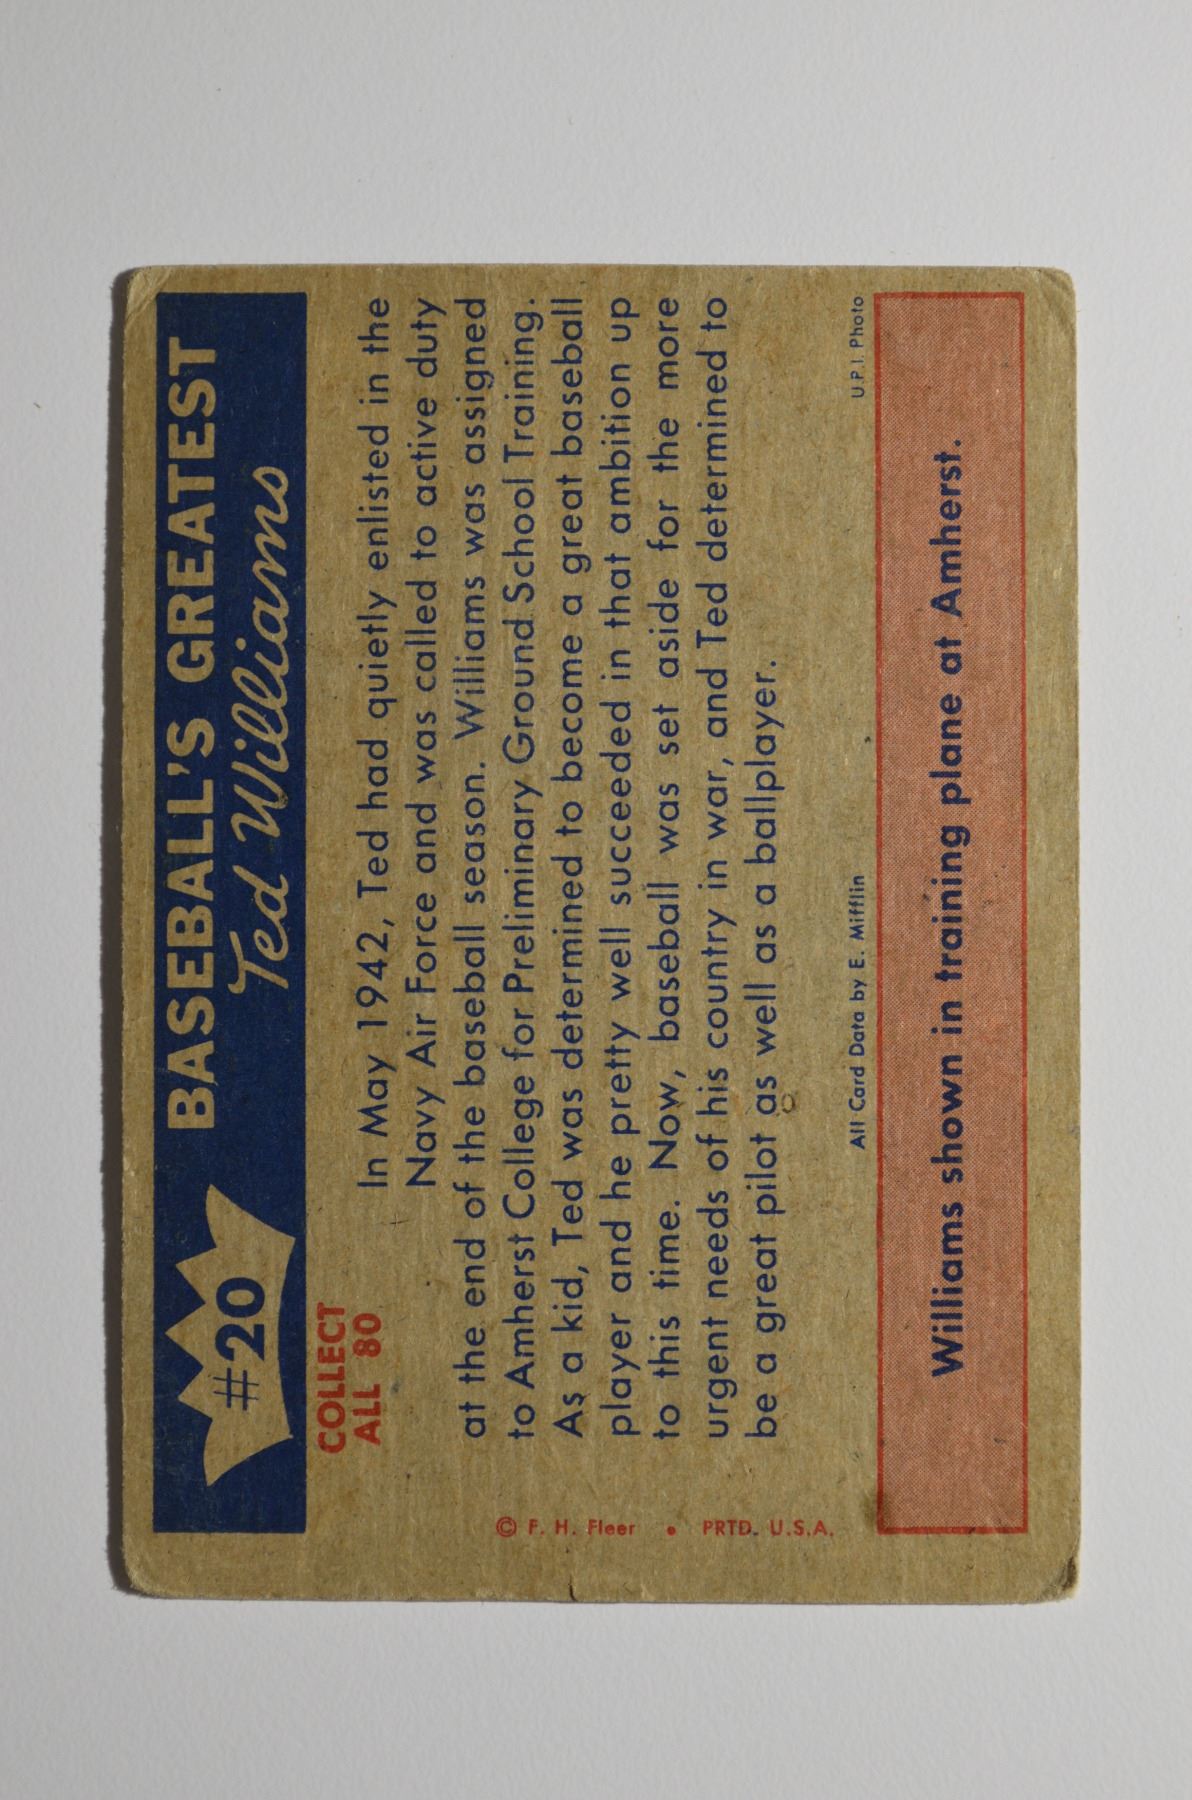 #20
BASEBALL'S GREATEST
Ted Williams
COLLECT
ALL 80
In May 1942, Ted had quietly enlisted in the
Navy Air Force and was called to active duty
at the end of the baseball season. Williams was assigned
to Amherst College for Preliminary Ground School Training.
As a kid, Ted was determined to become a great baseball
player and he pretty well succeeded in that ambition up
to this time. Now, baseball was set aside for the more
urgent needs of his country in war, and Ted determined to
be a great pilot as well as a ballplayer.
© F. H. Fleer • PRTD. U.S.A.
All Card Data by E. Mifflin
U.P.I. Photo
Williams shown in training plane at Amherst.